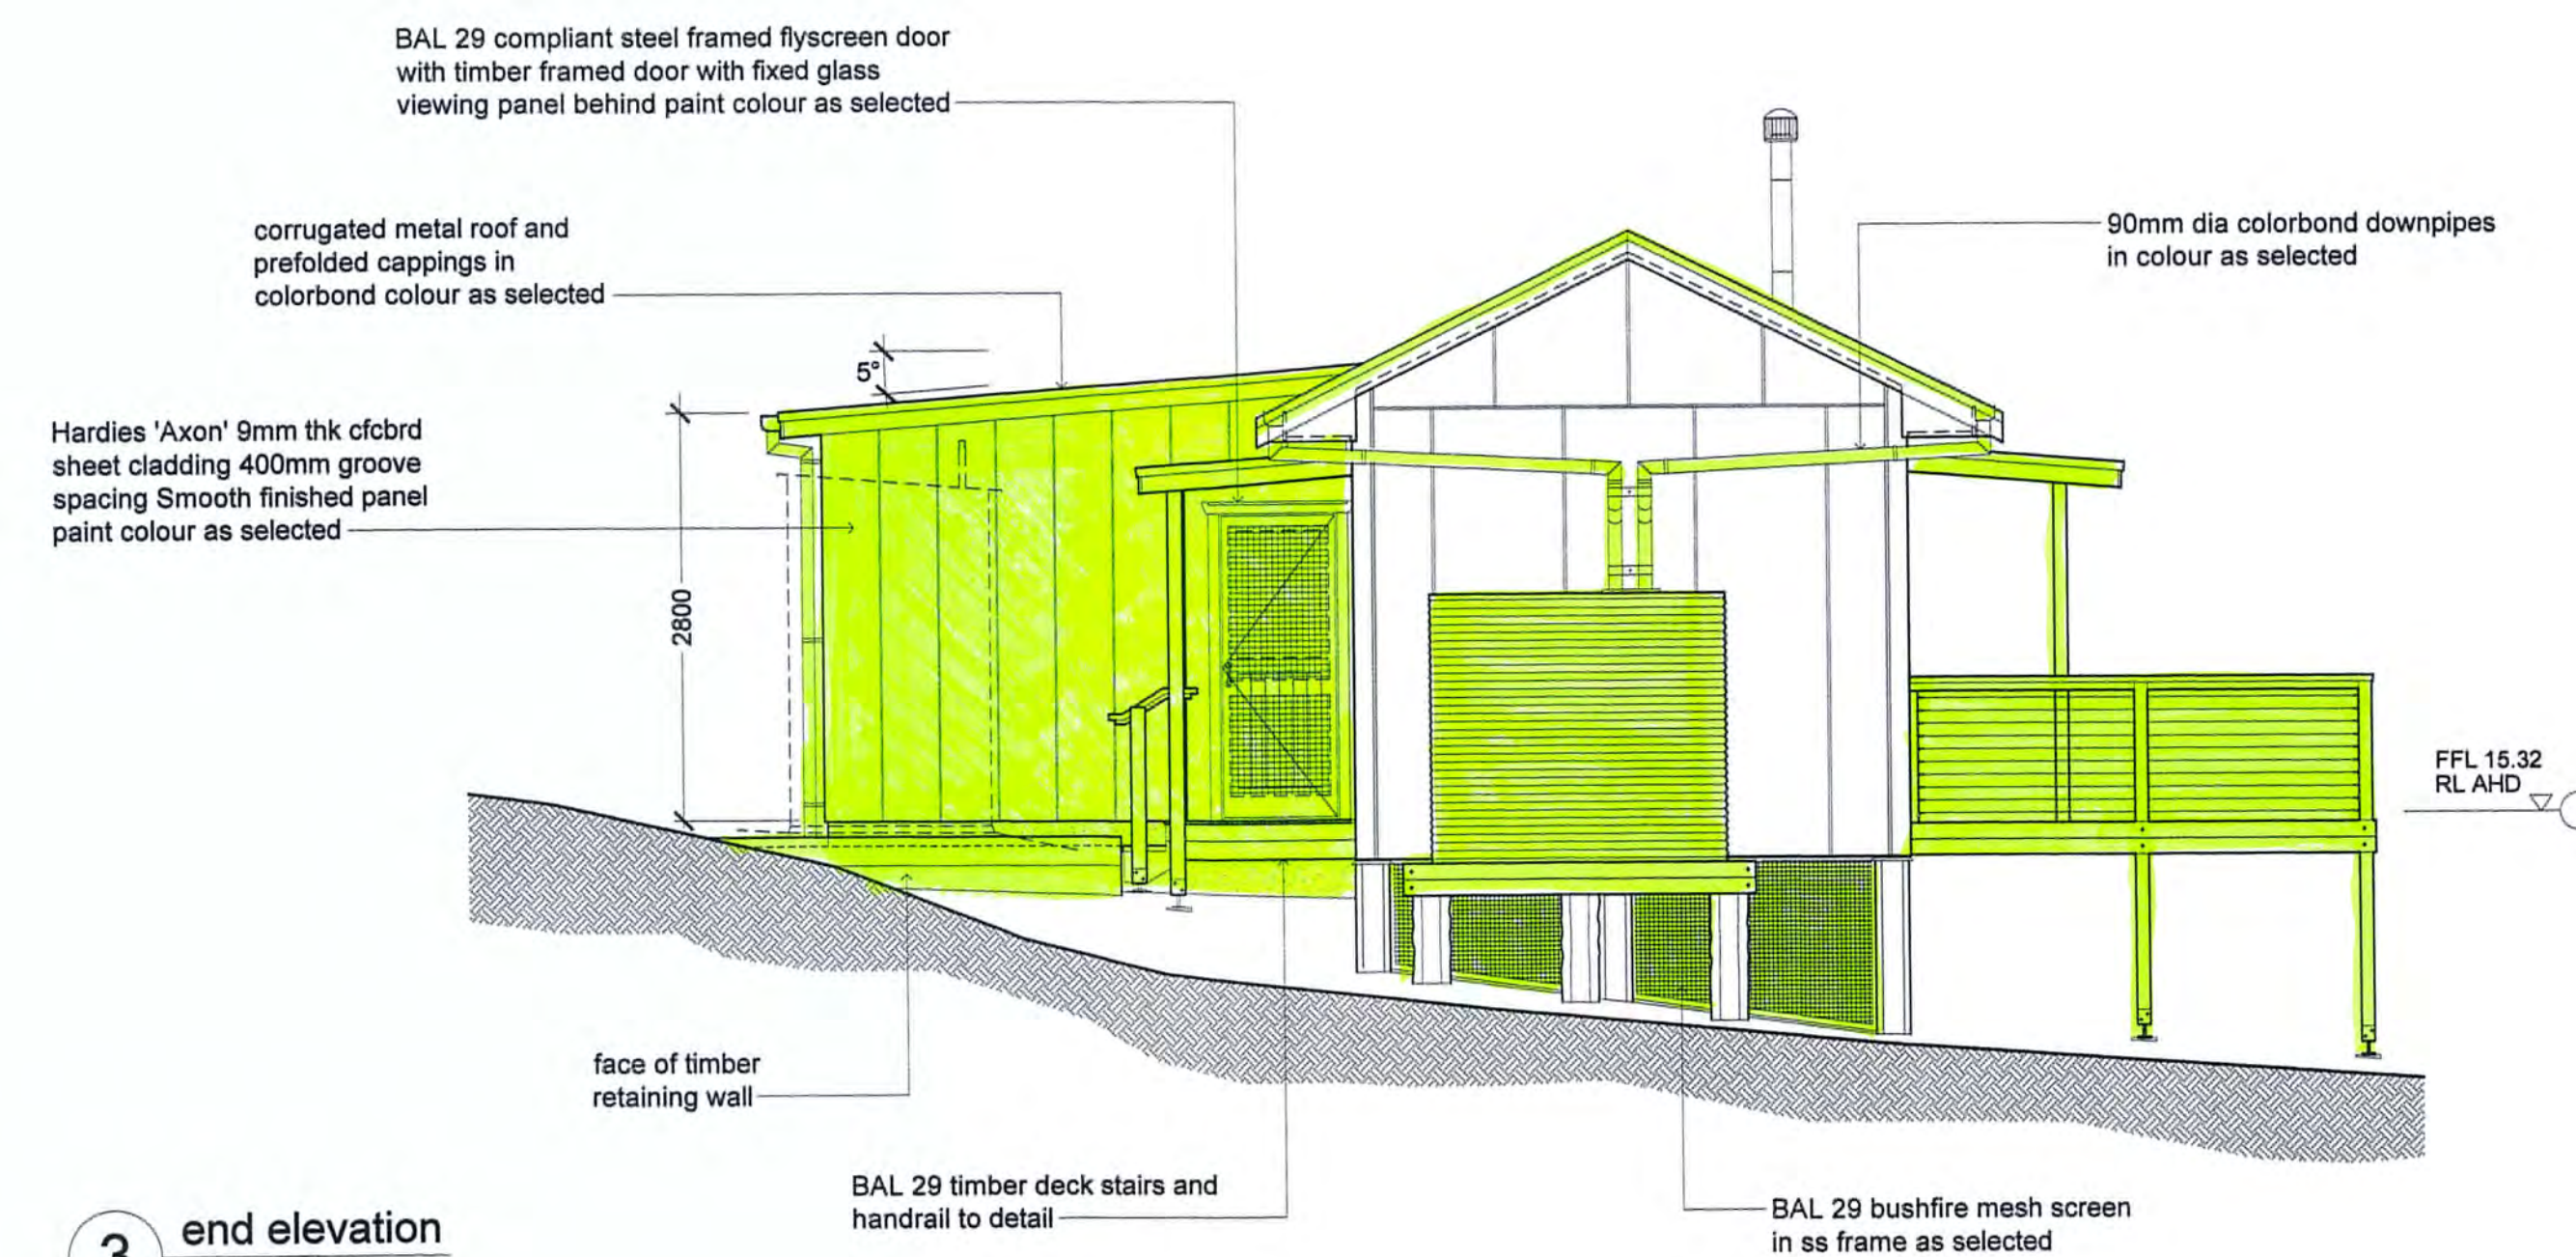 BAL 29 compliant steel framed flyscreen door
with timber framed door with fixed glass
viewing panel behind paint colour as selected
corrugated metal roof and
prefolded cappings in
colorbond colour as selected
90mm dia colorbond downpipes
in colour as selected
5°
Hardies 'Axon' 9mm thk cfcbrd
sheet cladding 400mm groove
spacing Smooth finished panel
paint colour as selected
2800
FFL 15.32
RL AHD
face of timber
retaining wall
BAL 29 timber deck stairs and
handrail to detail
BAL 29 bushfire mesh screen
in ss frame as selected
3 end elevation